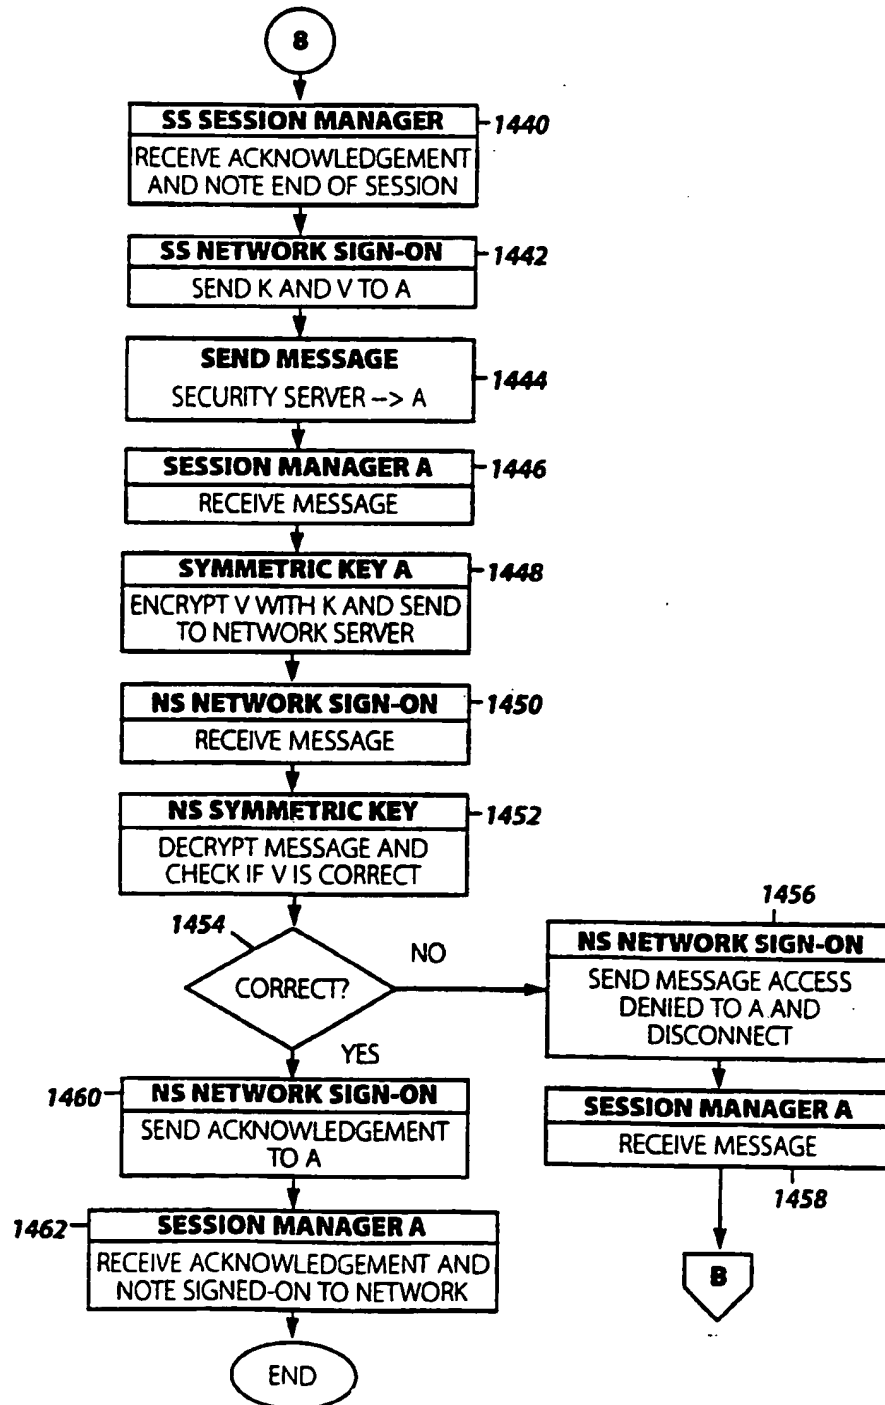 8
SS SESSION MANAGER
1440
RECEIVE ACKNOWLEDGEMENT
AND NOTE END OF SESSION
SS NETWORK SIGN-ON
1442
SEND K AND V TO A
SEND MESSAGE
1444
SECURITY SERVER --> A
SESSION MANAGER A
1446
RECEIVE MESSAGE
SYMMETRIC KEY A
1448
ENCRYPT V WITH K AND SEND
TO NETWORK SERVER
NS NETWORK SIGN-ON
1450
RECEIVE MESSAGE
NS SYMMETRIC KEY
1452
DECRYPT MESSAGE AND
CHECK IF V IS CORRECT
1454
CORRECT?
NO
YES
1456
NS NETWORK SIGN-ON
SEND MESSAGE ACCESS
DENIED TO A AND
DISCONNECT
SESSION MANAGER A
RECEIVE MESSAGE
1458
B
1460
NS NETWORK SIGN-ON
SEND ACKNOWLEDGEMENT
TO A
1462
SESSION MANAGER A
RECEIVE ACKNOWLEDGEMENT AND
NOTE SIGNED-ON TO NETWORK
END